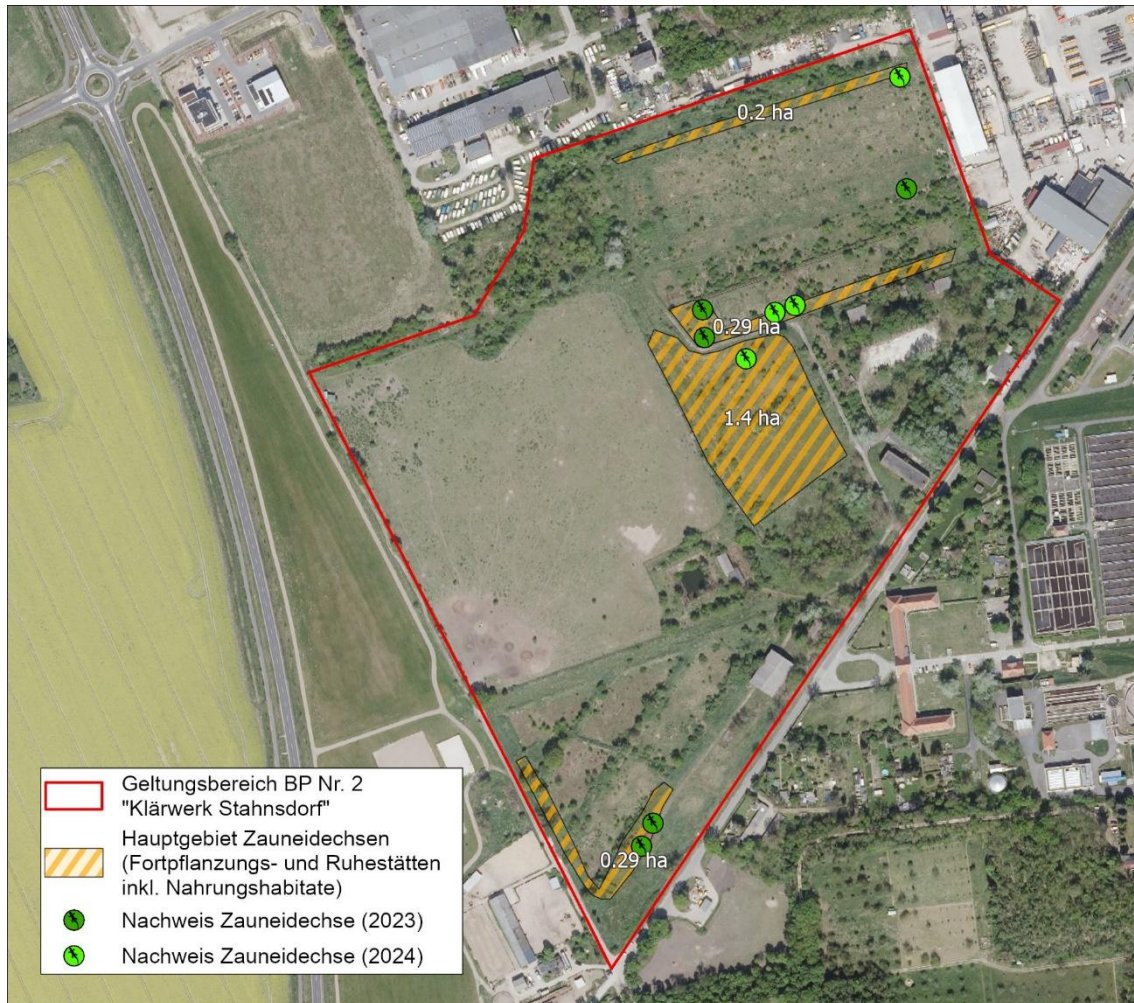 0.2 ha
0.29 ha
1.4 ha
0.29 ha
Geltungsbereich BP Nr. 2
"Klärwerk Stahnsdorf"
Hauptgebiet Zauneidechsen
(Fortpflanzungs- und Ruhestätten
inkl. Nahrungshabitate)
Nachweis Zauneidechse (2023)
Nachweis Zauneidechse (2024)